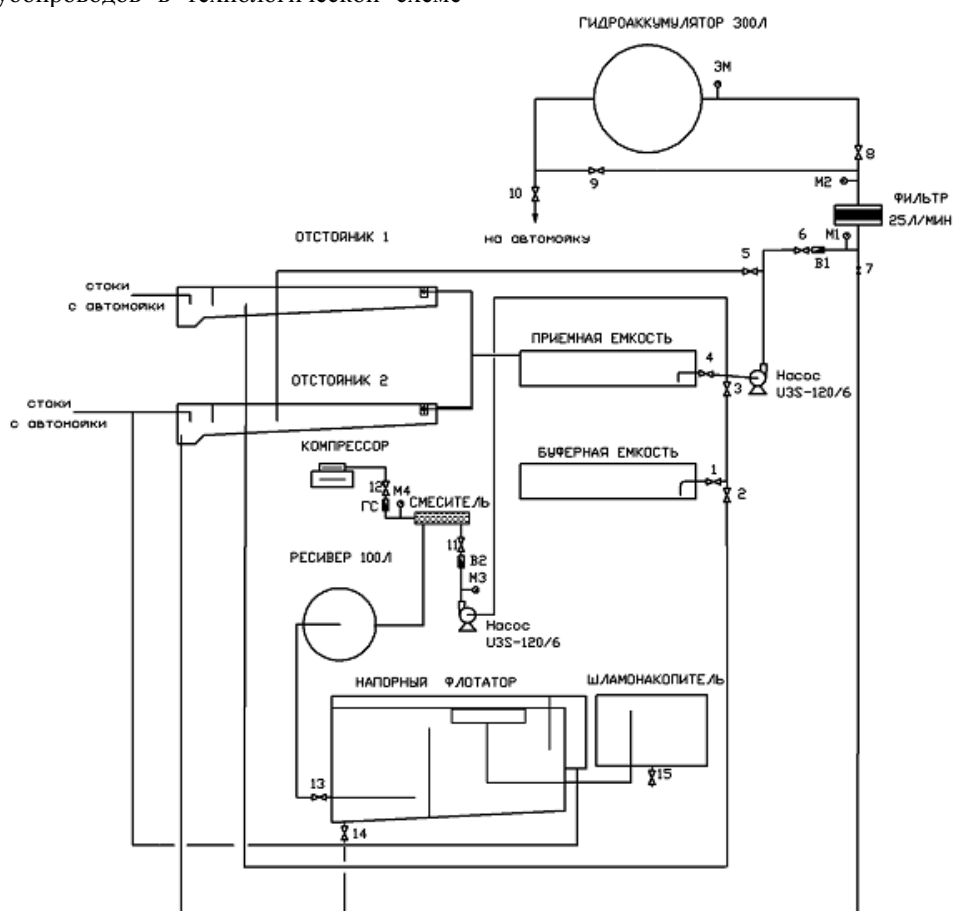 трубопроводов в технологической схеме
ГИДРОАККУМУЛЯТОР 300Л
ЭМ
8
9
М2
10
ФИЛЬТР
25Л/МИН
на автомойку
ОТСТОЙНИК 1
6
М1
В1
5
7
стоки
с автомойки
ПРИЕМНАЯ ЕМКОСТЬ
4
3
Насос
U3S-120/6
ОТСТОЙНИК 2
стоки
с автомойки
КОМПРЕССОР
БУФЕРНАЯ ЕМКОСТЬ
1
2
12
М4
ГС
СМЕСИТЕЛЬ
11
В2
М3
РЕСИВЕР 100Л
Насос
U3S-120/6
НАПОРНЫЙ ФЛОТАТОР
ШЛАМОНАКОПИТЕЛЬ
13
15
14